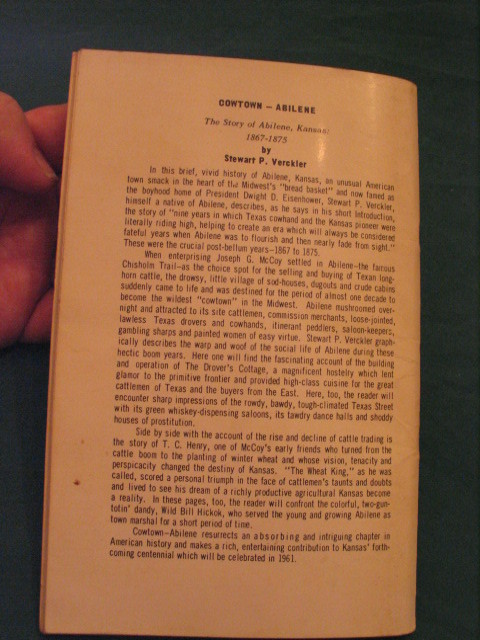 COWTOWN – ABILENE
The Story of Abilene, Kansas:
1867-1875
by
Stewart P. Verckler
In this brief, vivid history of Abilene, Kansas, an unusual American
town smack in the heart of the Midwest's "bread basket" and now famed as
the boyhood home of President Dwight D. Eisenhower, Stewart P. Verckler,
himself a native of Abilene, describes, as he says in his short Introduction,
the story of "nine years in which Texas cowhand and the Kansas pioneer were
literally riding high, helping to create an era which will always be considered
fateful years when Abilene was to flourish and then nearly fade from sight."
These were the crucial post-bellum years—1867 to 1875.
When enterprising Joseph G. McCoy settled in Abilene—the famous
Chisholm Trail—as the choice spot for the selling and buying of Texan long-
horn cattle, the drowsy, little village of sod-houses, dugouts and crude cabins
suddenly came to life and was destined for the period of almost one decade to
become the wildest "cowtown" in the Midwest. Abilene mushroomed over-
night and attracted to its site cattlemen, commission merchants, loose-jointed,
lawless Texas drovers and cowhands, itinerant peddlers, saloon-keepers,
gambling sharps and painted women of easy virtue. Stewart P. Verckler graph-
ically describes the warp and woof of the social life of Abilene during these
hectic boom years. Here one will find the fascinating account of the building
and operation of The Drover's Cottage, a magnificent hostelry which lent
glamor to the primitive frontier and provided high-class cuisine for the great
cattlemen of Texas and the buyers from the East. Here, too, the reader will
encounter sharp impressions of the rowdy, bawdy, tough-climated Texas Street
with its green whiskey-dispensing saloons, its tawdry dance halls and shoddy
houses of prostitution.
Side by side with the account of the rise and decline of cattle trading is
the story of T. C. Henry, one of McCoy's early friends who turned from the
cattle boom to the planting of winter wheat and whose vision, tenacity and
perspicacity changed the destiny of Kansas. "The Wheat King," as he was
called, scored a personal triumph in the face of cattlemen's taunts and doubts
and lived to see his dream of a richly productive agricultural Kansas become
a reality. In these pages, too, the reader will confront the colorful, two-gun-
totin' dandy, Wild Bill Hickok, who served the young and growing Abilene as
town marshal for a short period of time.
Cowtown–Abilene resurrects an absorbing and intriguing chapter in
American history and makes a rich, entertaining contribution to Kansas' forth-
coming centennial which will be celebrated in 1961.